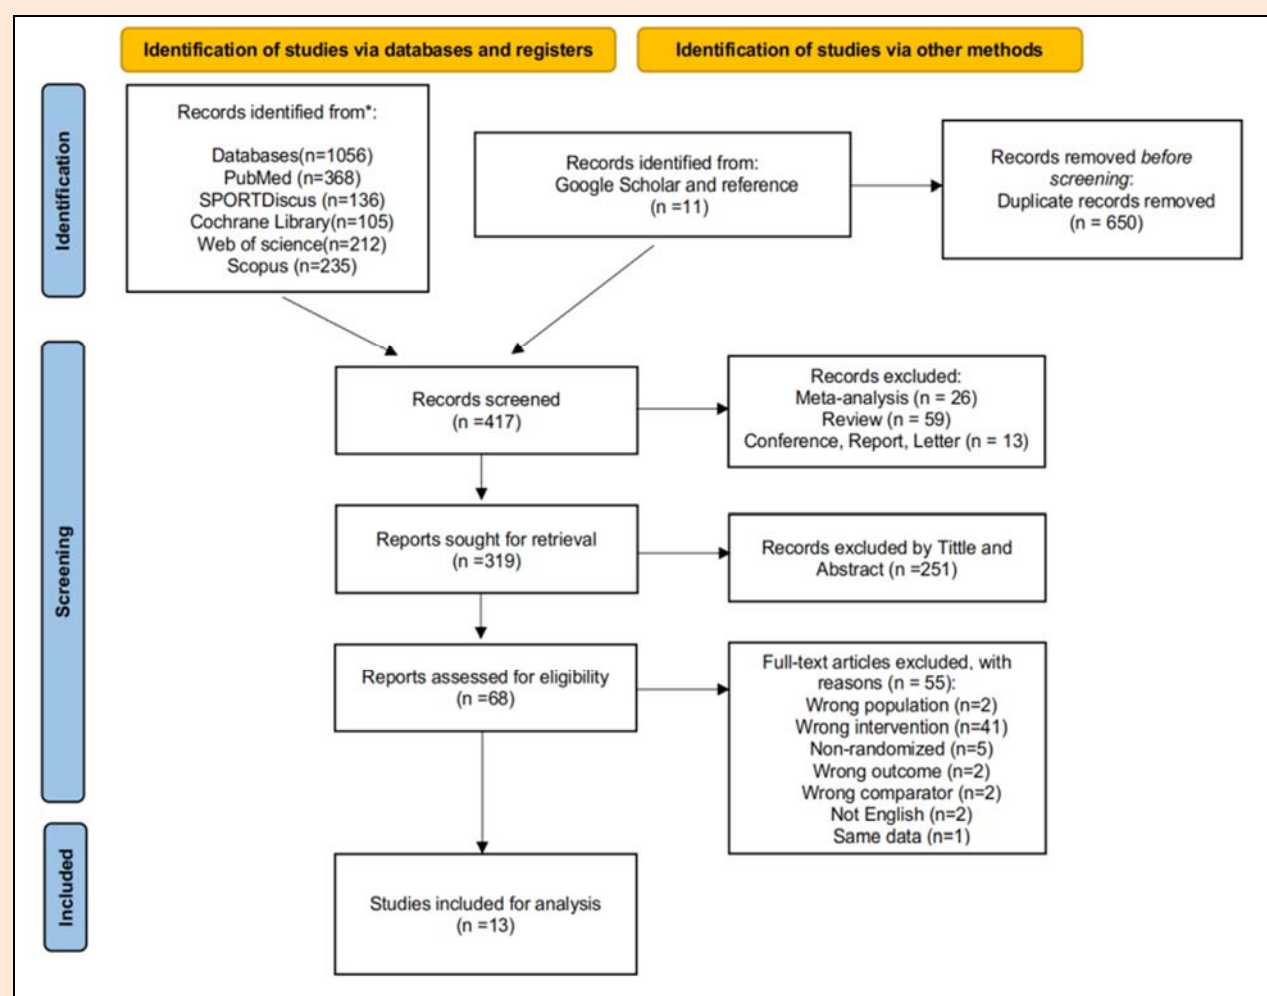 Identification of studies via databases and registers
Identification of studies via other methods
Identification
Records identified from*:
Databases(n=1056)
PubMed (n=368)
SPORTDiscus (n=136)
Cochrane Library(n=105)
Web of science(n=212)
Scopus (n=235)
Records identified from:
Google Scholar and reference
(n =11)
Records removed before
screening:
Duplicate records removed
(n = 650)
Screening
Records screened
(n =417)
Records excluded:
Meta-analysis (n = 26)
Review (n = 59)
Conference, Report, Letter (n = 13)
Reports sought for retrieval
(n =319)
Records excluded by Tittle and
Abstract (n =251)
Reports assessed for eligibility
(n =68)
Full-text articles excluded, with
reasons (n = 55):
Wrong population (n=2)
Wrong intervention (n=41)
Non-randomized (n=5)
Wrong outcome (n=2)
Wrong comparator (n=2)
Not English (n=2)
Same data (n=1)
Included
Studies included for analysis
(n =13)